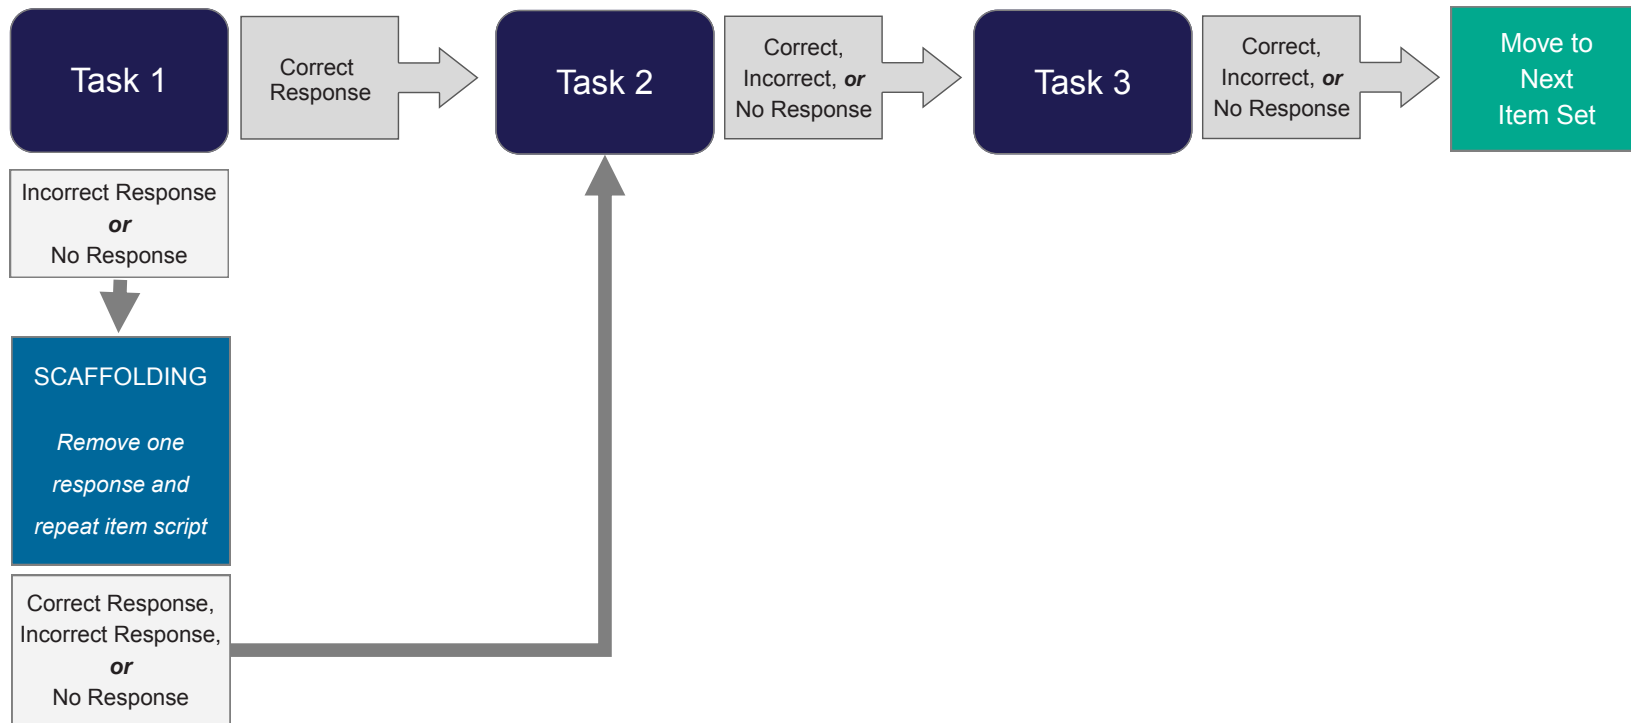 Task 1
Correct
Response
Task 2
Correct,
Incorrect, or
No Response
Task 3
Correct,
Incorrect, or
No Response
Move to
Next
Item Set
Incorrect Response
or
No Response
SCAFFOLDING
Remove one
response and
repeat item script
Correct Response,
Incorrect Response,
or
No Response